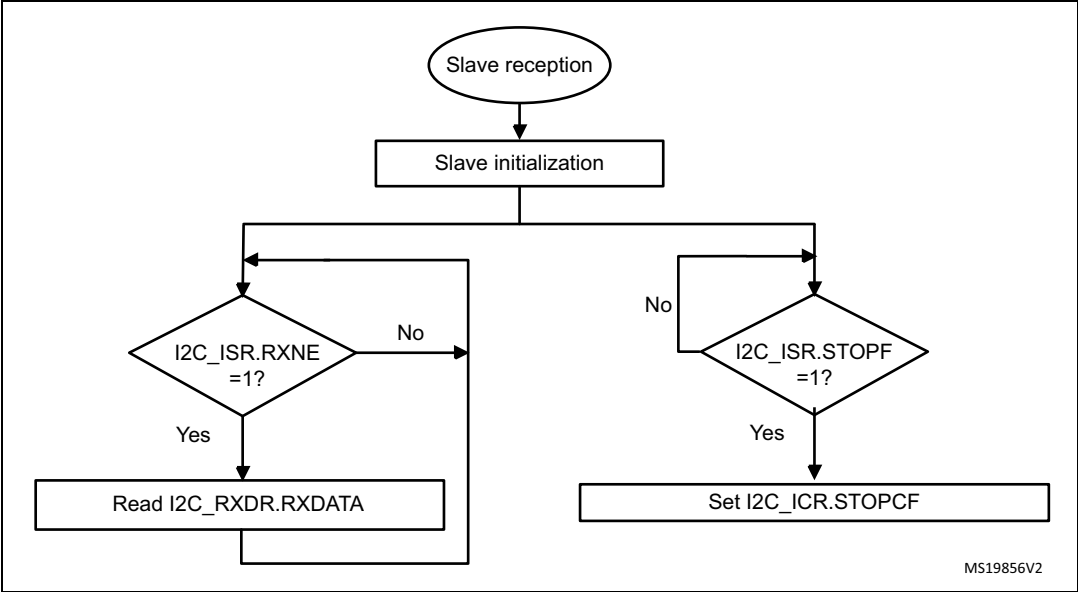 Slave reception
Slave initialization
No
No
I2C_ISR.RXNE
=1?
I2C_ISR.STOPF
=1?
Yes
Yes
Read I2C_RXDR.RXDATA
Set I2C_ICR.STOPCF
MS19856V2